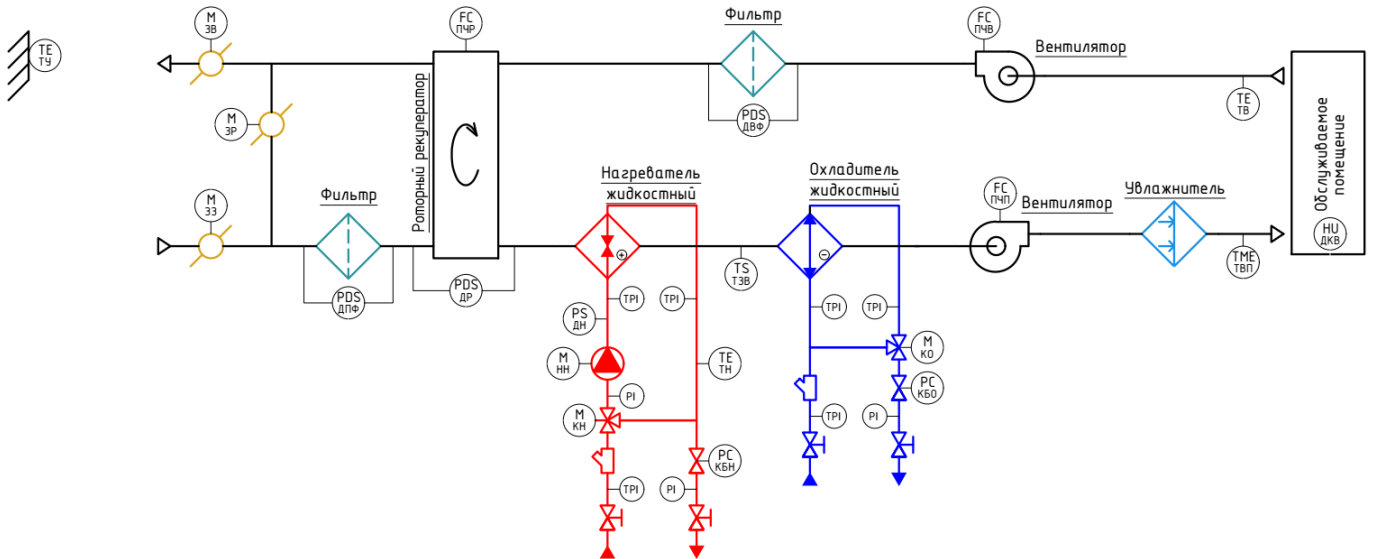 M
ЗВ
FC
ПЧР
Фильтр
FC
ПЧВ
Вентилятор
TE
ТУ
TE
ТВ
M
ЗР
PDS
ДВФ
Роторный рекуператор
Обслуживаемое
помещение
HU
ДКВ
M
ЗЗ
Фильтр
Нагреватель
жидкостный
Охладитель
жидкостный
FC
ПЧП
Вентилятор
Увлажнитель
PDS
ДПФ
PDS
ДР
TS
ТЗВ
TME
ТВП
TPI
TPI
TPI
TPI
PS
ДН
M
НН
TE
ТН
M
КО
PI
PC
КБО
M
КН
TPI
PI
PC
КБН
TPI
PI